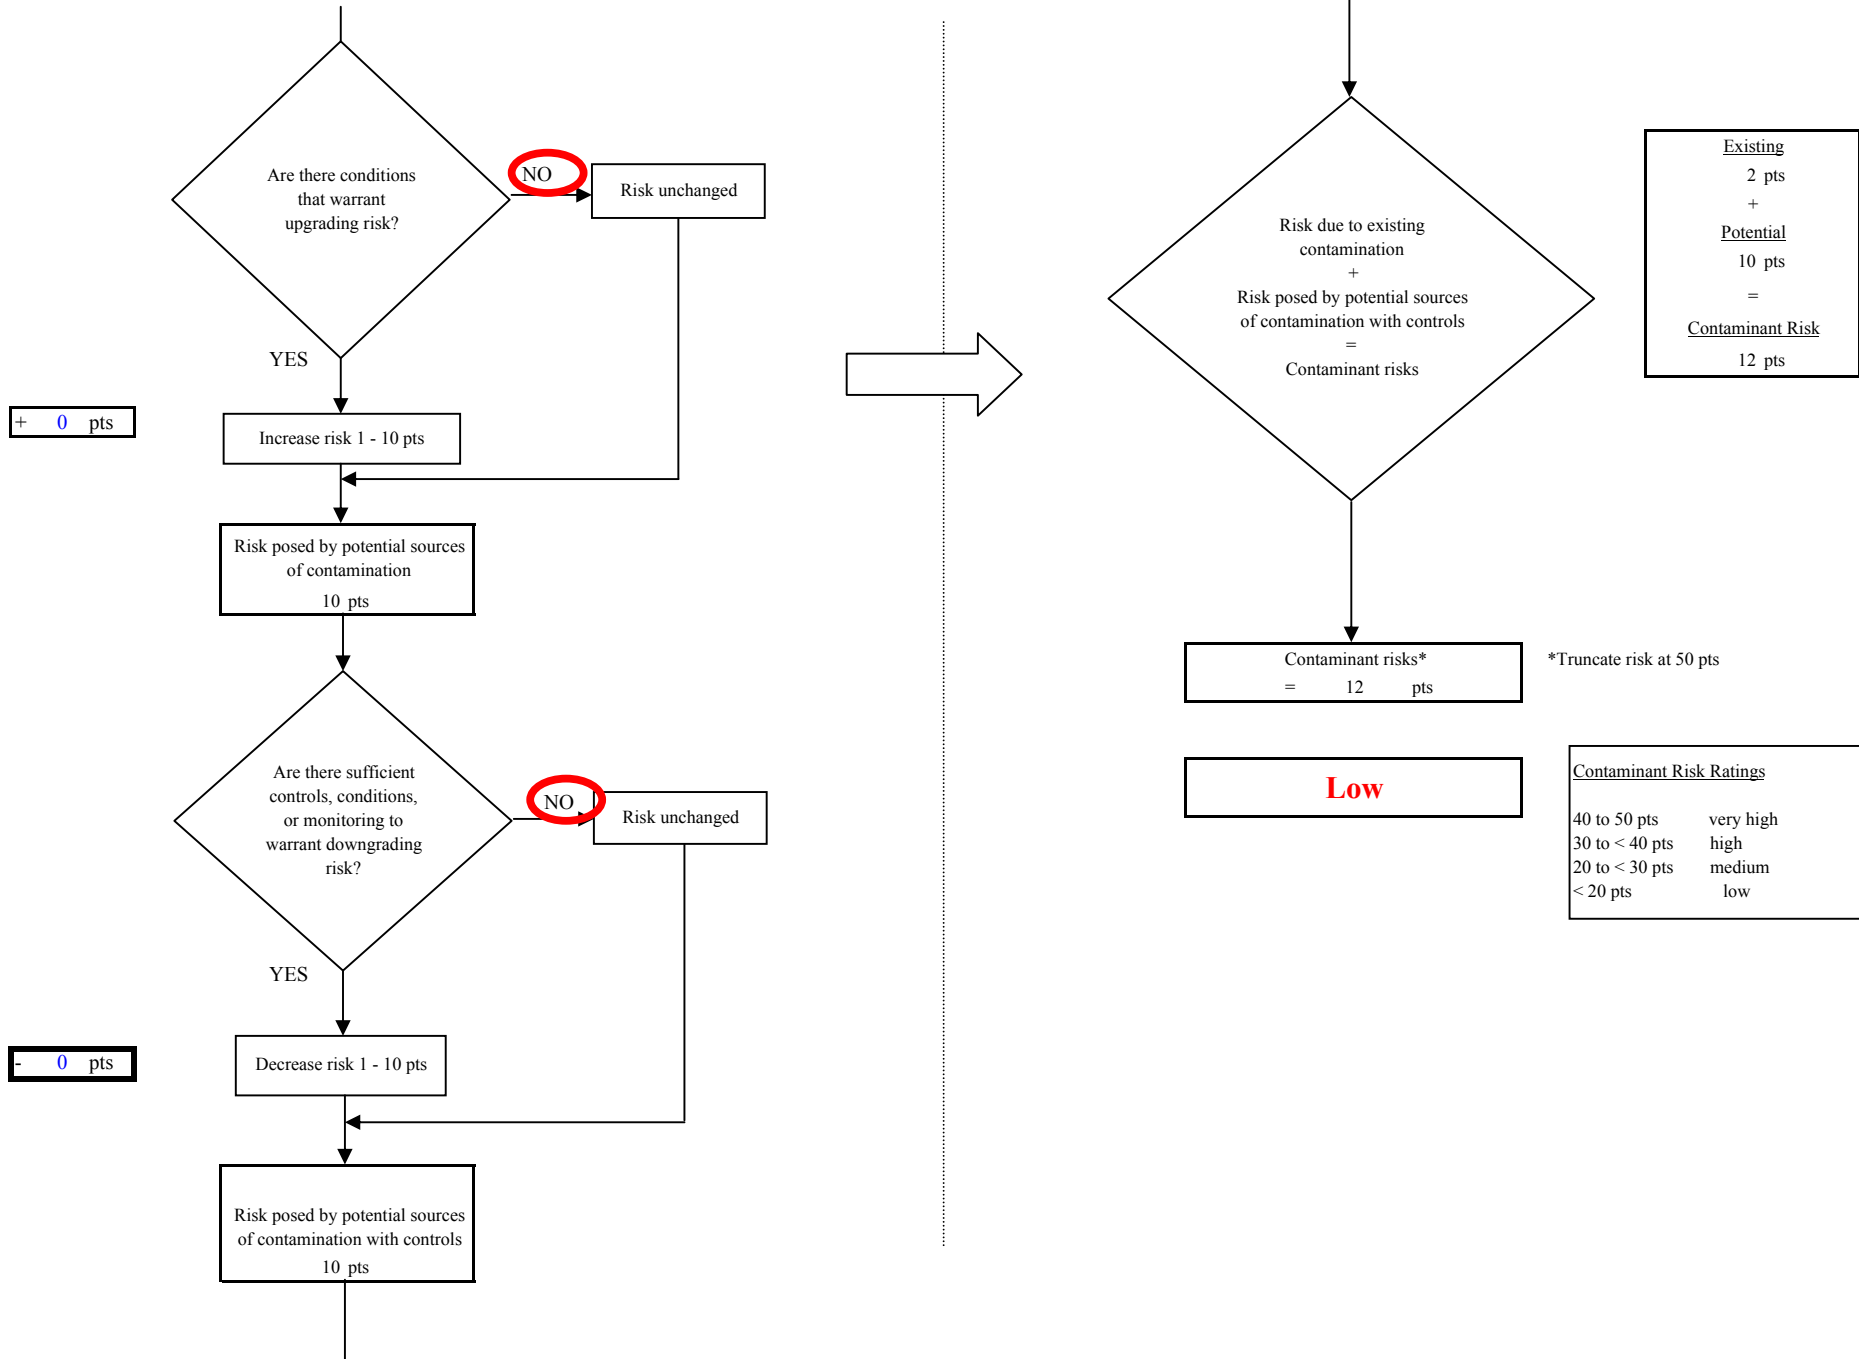 Are there conditions
that warrant
upgrading risk?
NO
Risk unchanged
YES
+ 0 pts
Increase risk 1 - 10 pts
Risk posed by potential sources
of contamination
10 pts
Are there sufficient
controls, conditions,
or monitoring to
warrant downgrading
risk?
NO
Risk unchanged
YES
- 0 pts
Decrease risk 1 - 10 pts
Risk posed by potential sources
of contamination with controls
10 pts
Risk due to existing
contamination
+
Risk posed by potential sources
of contamination with controls
=
Contaminant risks
Existing
2 pts
+
Potential
10 pts
=
Contaminant Risk
12 pts
Contaminant risks*
= 12 pts
*Truncate risk at 50 pts
Low
Contaminant Risk Ratings
40 to 50 pts very high
30 to < 40 pts high
20 to < 30 pts medium
< 20 pts low